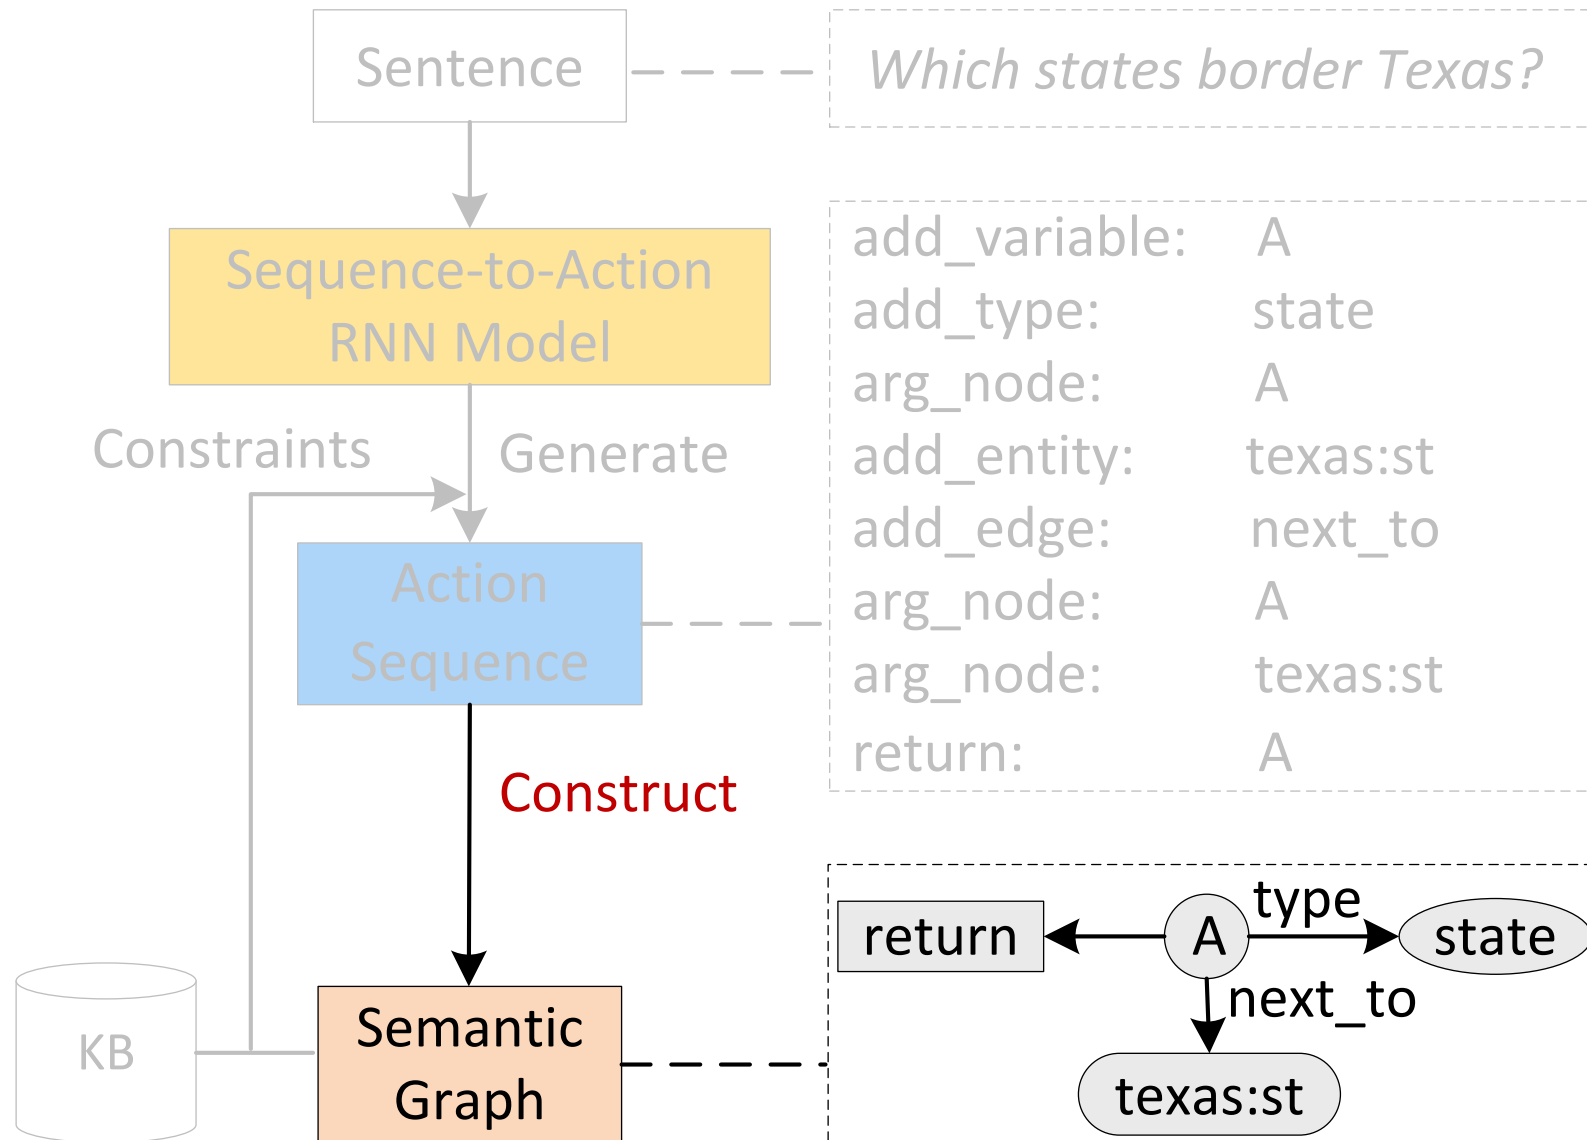 Sentence
Which states border Texas?
Sequence-to-Action
RNN Model
Constraints
Generate
Action
Sequence
add_variable: A
add_type: state
arg_node: A
add_entity: texas:st
add_edge: next_to
arg_node: A
arg_node: texas:st
return: A
Construct
KB
Semantic
Graph
return
A
type
state
next_to
texas:st